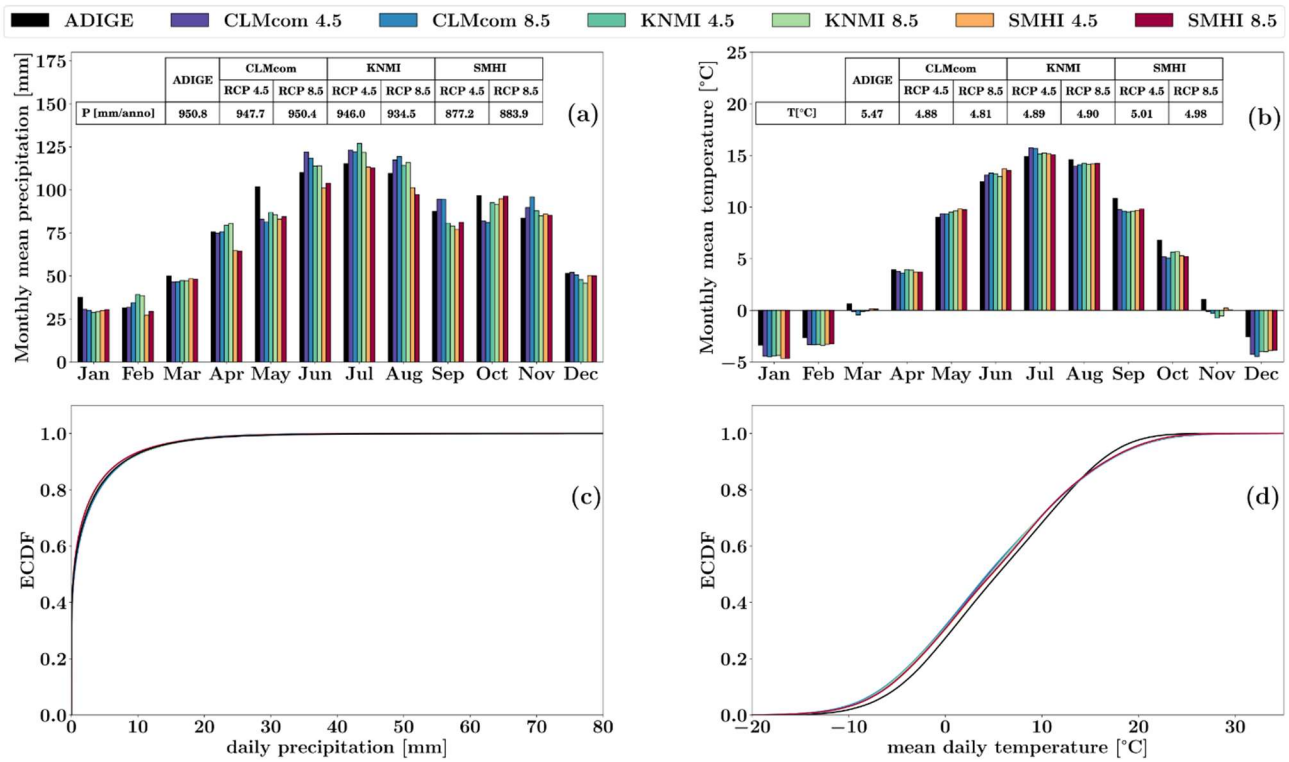 ADIGE CLMcom 4.5 CLMcom 8.5 KNMI 4.5 KNMI 8.5 SMHI 4.5 SMHI 8.5
Monthly mean precipitation [mm]
175
150
125
100
75
50
25
0
ADIGE CLMcom KNMI SMHI
RCP 4.5 RCP 8.5 RCP 4.5 RCP 8.5 RCP 4.5 RCP 8.5
P [mm/anno] 950.8 947.7 950.4 946.0 934.5 877.2 883.9
(a)
Jan Feb Mar Apr May Jun Jul Aug Sep Oct Nov Dec
Monthly mean temperature [°C]
25
20
15
10
5
0
−5
ADIGE CLMcom KNMI SMHI
RCP 4.5 RCP 8.5 RCP 4.5 RCP 8.5 RCP 4.5 RCP 8.5
T[°C] 5.47 4.88 4.81 4.89 4.90 5.01 4.98
(b)
Jan Feb Mar Apr May Jun Jul Aug Sep Oct Nov Dec
ECDF
1.0
0.8
0.6
0.4
0.2
0.0
(c)
0 10 20 30 40 50 60 70 80
daily precipitation [mm]
ECDF
1.0
0.8
0.6
0.4
0.2
0.0
(d)
−20 −10 0 10 20 30
mean daily temperature [°C]